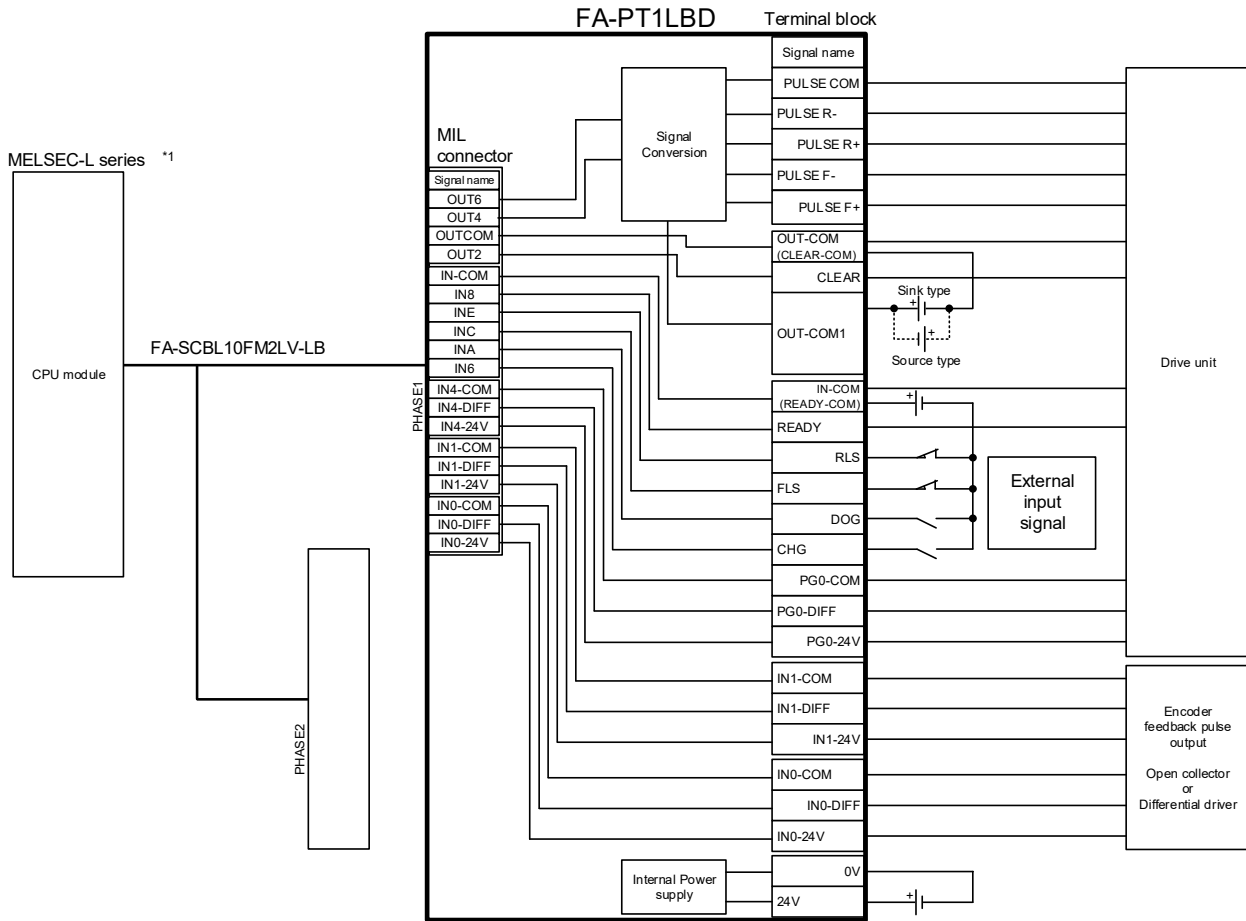 FA-PT1LBD
Terminal block
Signal name
PULSE COM
PULSE R-
PULSE R+
PULSE F-
PULSE F+
OUT-COM
(CLEAR-COM)
CLEAR
OUT-COM1
IN-COM
(READY-COM)
READY
RLS
FLS
DOG
CHG
PG0-COM
PG0-DIFF
PG0-24V
IN1-COM
IN1-DIFF
IN1-24V
IN0-COM
IN0-DIFF
IN0-24V
0V
24V
Signal
Conversion
MIL
connector
Signal name
OUT6
OUT4
OUTCOM
OUT2
IN-COM
IN8
INE
INC
INA
IN6
IN4-COM
IN4-DIFF
IN4-24V
IN1-COM
IN1-DIFF
IN1-24V
IN0-COM
IN0-DIFF
IN0-24V
PHASE1
MELSEC-L series *1
CPU module
FA-SCBL10FM2LV-LB
PHASE2
Internal Power
supply
Sink type
+
+
Source type
+
External
input
signal
Drive unit
Encoder
feedback pulse
output
Open collector
or
Differential driver
+